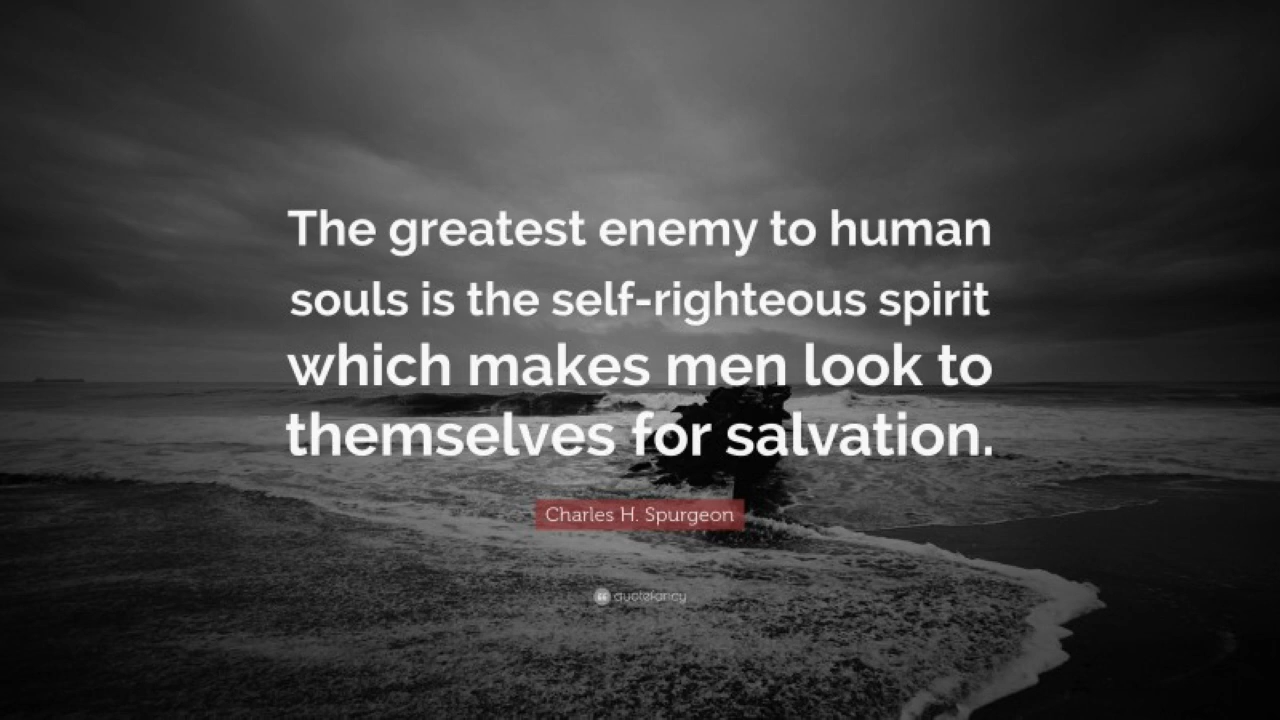 The greatest enemy to human
souls is the self-righteous spirit
which makes men look to
themselves for salvation.
Charles H. Spurgeon
quotefancy